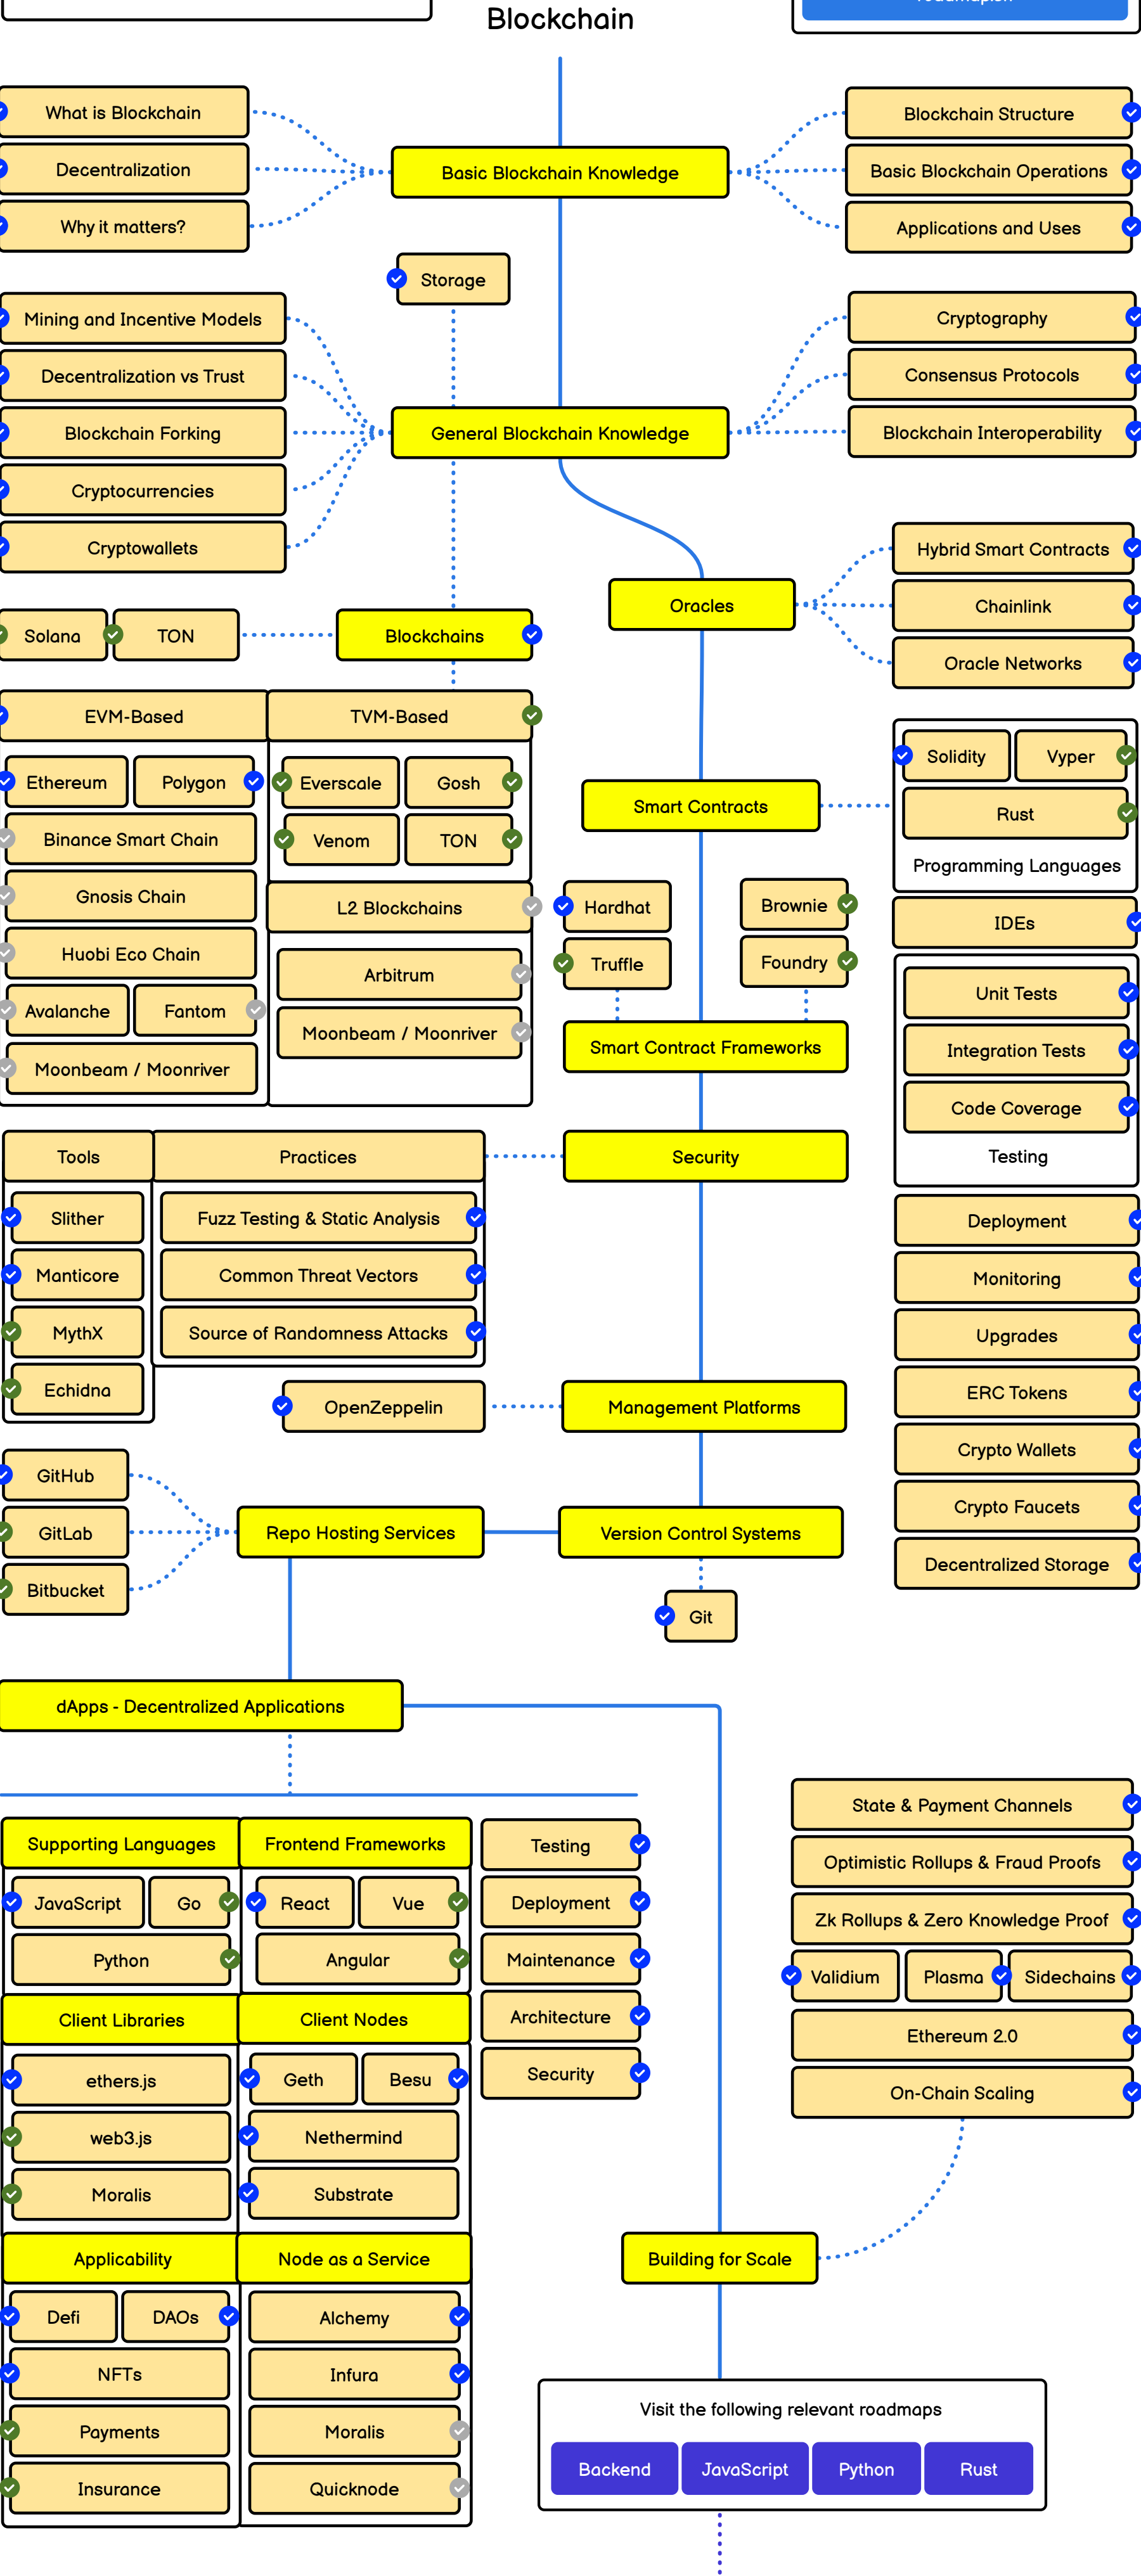 Blockchain
What is Blockchain
Decentralization
Why it matters?
Basic Blockchain Knowledge
Blockchain Structure
Basic Blockchain Operations
Applications and Uses
Storage
Mining and Incentive Models
Decentralization vs Trust
Blockchain Forking
Cryptocurrencies
Cryptowallets
General Blockchain Knowledge
Cryptography
Consensus Protocols
Blockchain Interoperability
Oracles
Hybrid Smart Contracts
Chainlink
Oracle Networks
Solana
TON
Blockchains
EVM-Based
Ethereum
Polygon
Binance Smart Chain
Gnosis Chain
Huobi Eco Chain
Avalanche
Fantom
Moonbeam / Moonriver
TVM-Based
Everscale
Gosh
Venom
TON
L2 Blockchains
Arbitrum
Moonbeam / Moonriver
Smart Contracts
Solidity
Vyper
Rust
Programming Languages
IDEs
Unit Tests
Integration Tests
Code Coverage
Testing
Deployment
Monitoring
Upgrades
ERC Tokens
Crypto Wallets
Crypto Faucets
Decentralized Storage
Hardhat
Truffle
Brownie
Foundry
Smart Contract Frameworks
Security
Tools
Slither
Manticore
MythX
Echidna
Practices
Fuzz Testing & Static Analysis
Common Threat Vectors
Source of Randomness Attacks
OpenZeppelin
Management Platforms
GitHub
GitLab
Bitbucket
Repo Hosting Services
Version Control Systems
Git
dApps - Decentralized Applications
Supporting Languages
JavaScript
Go
Python
Frontend Frameworks
React
Vue
Angular
Client Libraries
ethers.js
web3.js
Moralis
Client Nodes
Geth
Besu
Nethermind
Substrate
Applicability
Defi
DAOs
NFTs
Payments
Insurance
Node as a Service
Alchemy
Infura
Moralis
Quicknode
Testing
Deployment
Maintenance
Architecture
Security
State & Payment Channels
Optimistic Rollups & Fraud Proofs
Zk Rollups & Zero Knowledge Proof
Validium
Plasma
Sidechains
Ethereum 2.0
On-Chain Scaling
Building for Scale
Visit the following relevant roadmaps
Backend
JavaScript
Python
Rust